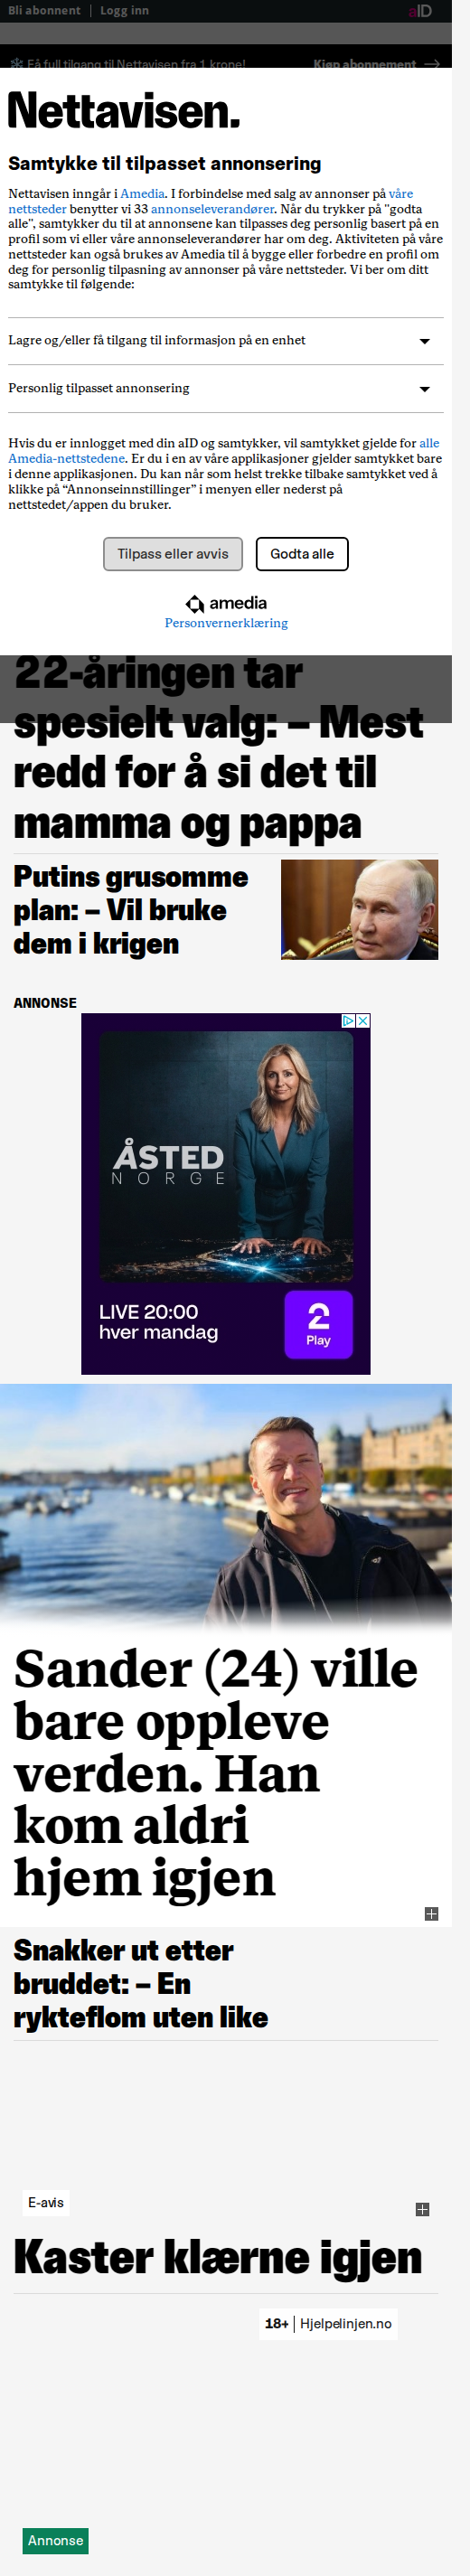 Bli abonnent | Logg inn
aID
Få full tilgang til Nettavisen fra 1 krone!
Kjøp abonnement
Nettavisen.
Samtykke til tilpasset annonsering
Nettavisen inngår i Amedia. I forbindelse med salg av annonser på våre
nettsteder benytter vi 33 annonseleverandører. Når du trykker på "godta
alle", samtykker du til at annonsene kan tilpasses deg personlig basert på en
profil som vi eller våre annonseleverandører har om deg. Aktiviteten på våre
nettsteder kan også brukes av Amedia til å bygge eller forbedre en profil om
deg for personlig tilpasning av annonser på våre nettsteder. Vi ber om ditt
samtykke til følgende:
Lagre og/eller få tilgang til informasjon på en enhet
Personlig tilpasset annonsering
Hvis du er innlogget med din aID og samtykker, vil samtykket gjelde for alle
Amedia-nettstedene. Er du i en av våre applikasjoner gjelder samtykket bare
i denne applikasjonen. Du kan når som helst trekke tilbake samtykket ved å
klikke på “Annonseinnstillinger” i menyen eller nederst på
nettstedet/appen du bruker.
Tilpass eller avvis
Godta alle
amedia
Personvernerklæring
22-åringen tar
spesielt valg: – Mest
redd for å si det til
mamma og pappa
Putins grusomme
plan: – Vil bruke
dem i krigen
ANNONSE
ÅSTED
NORGE
LIVE 20:00
hver mandag
2
Play
Sander (24) ville
bare oppleve
verden. Han
kom aldri
hjem igjen
Snakker ut etter
bruddet: – En
rykteflom uten like
E-avis
Kaster klærne igjen
18+ | Hjelpelinjen.no
Annonse